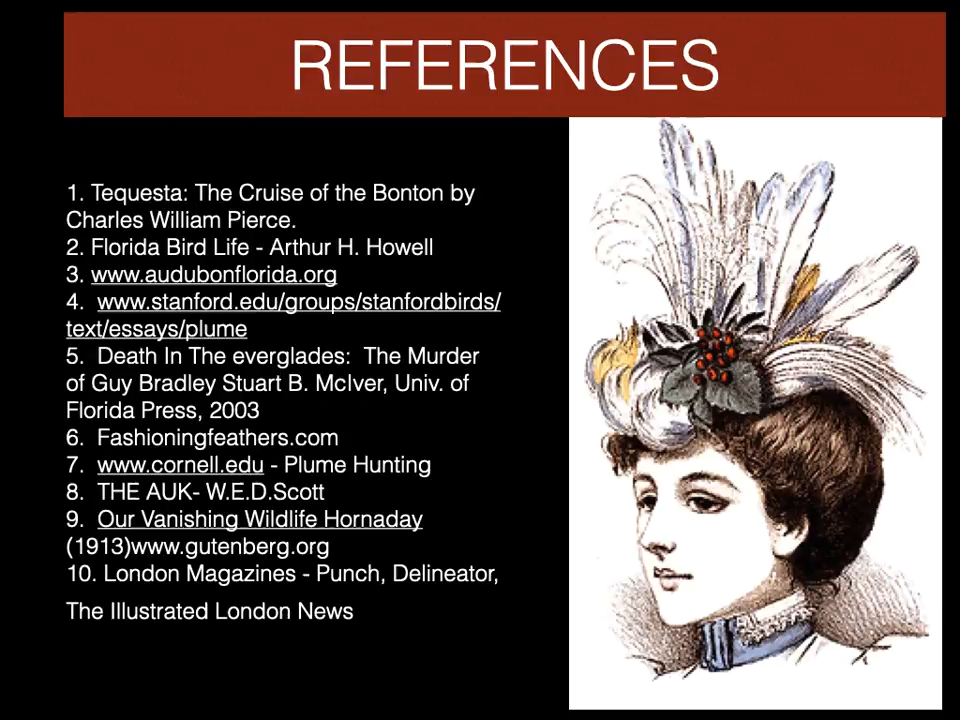 REFERENCES
1. Tequesta: The Cruise of the Bonton by
Charles William Pierce.
2. Florida Bird Life - Arthur H. Howell
3. www.audubonflorida.org
4.  www.stanford.edu/groups/stanfordbirds/
text/essays/plume
5.  Death In The everglades:  The Murder
of Guy Bradley Stuart B. McIver, Univ. of
Florida Press, 2003
6.  Fashioningfeathers.com
7.  www.cornell.edu - Plume Hunting
8.  THE AUK- W.E.D.Scott
9.  Our Vanishing Wildlife Hornaday
(1913)www.gutenberg.org
10. London Magazines - Punch, Delineator,
The Illustrated London News